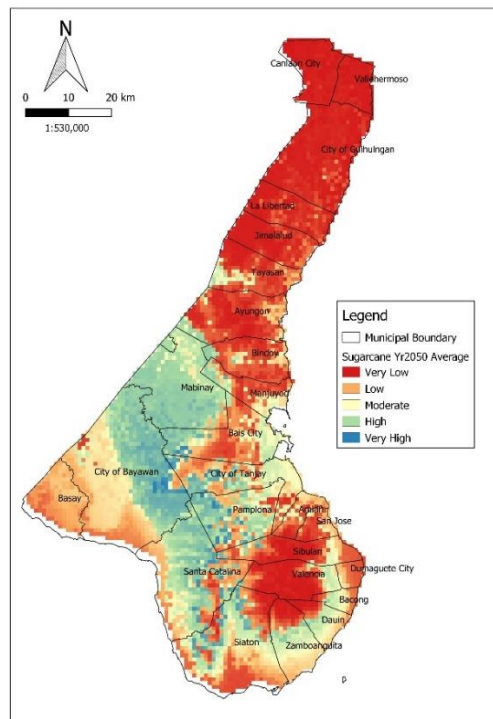 N
0 10 20 km
1:530,000
Canlaon City
Vallehermoso
City of Guihulngan
La Libertad
Jimalalud
Tayasan
Ayungon
Bindoy
Mabinay
Manjuyod
Bais City
City of Bayawan
City of Tanjay
Basay
Pamplona
Amlan
San Jose
Sibulan
Santa Catalina
Valencia
Dumaguete City
Bacong
Dauin
Siaton
Zamboanguita
p
Legend
Municipal Boundary
Sugarcane Yr2050 Average
Very Low
Low
Moderate
High
Very High